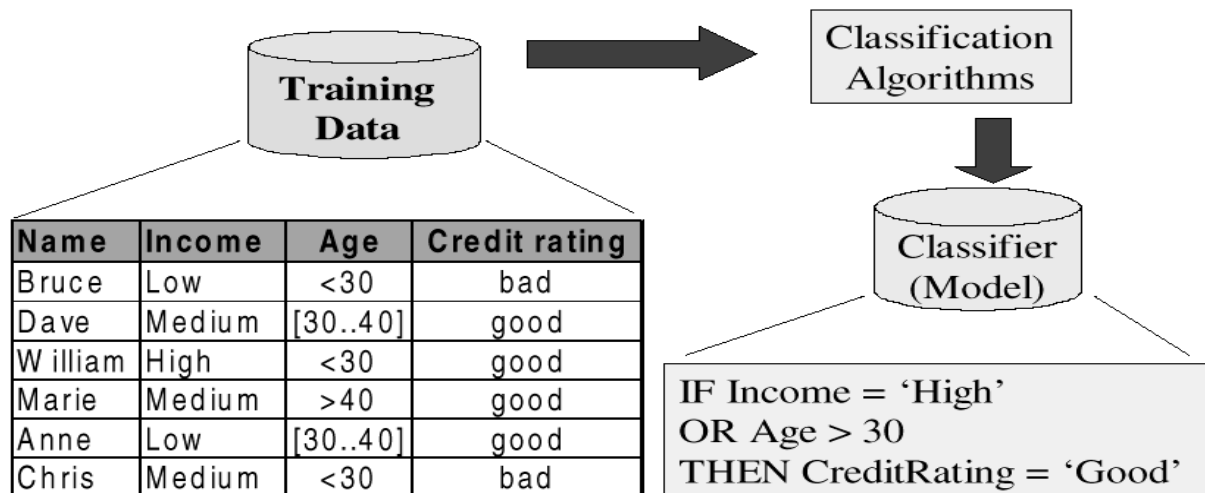 Training
Data
Classification
Algorithms
Classifier
(Model)
Name Income Age Credit rating
Bruce Low <30 bad
Dave Medium [30..40] good
William High <30 good
Marie Medium >40 good
Anne Low [30..40] good
Chris Medium <30 bad
IF Income = ‘High’
OR Age > 30
THEN CreditRating = ‘Good’